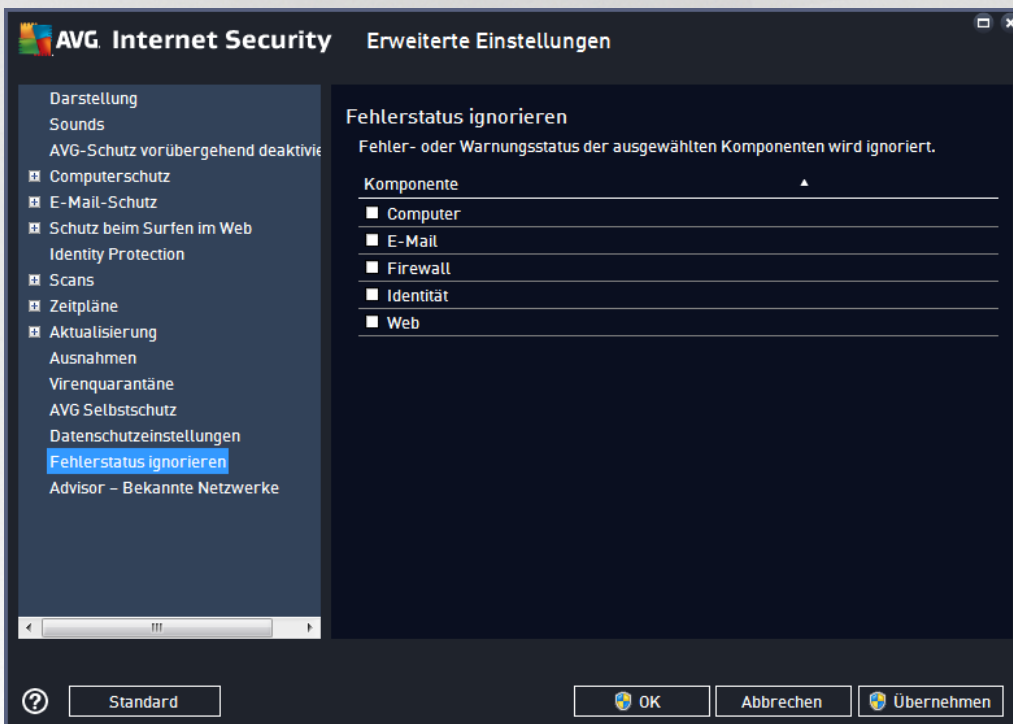 AVG Internet Security Erweiterte Einstellungen
Darstellung
Sounds
AVG-Schutz vorübergehend deaktivie
Computerschutz
E-Mail-Schutz
Schutz beim Surfen im Web
Identity Protection
Scans
Zeitpläne
Aktualisierung
Ausnahmen
Virenquarantäne
AVG Selbstschutz
Datenschutzeinstellungen
Fehlerstatus ignorieren
Advisor – Bekannte Netzwerke
Fehlerstatus ignorieren
Fehler- oder Warnungsstatus der ausgewählten Komponenten wird ignoriert.
Komponente
Computer
E-Mail
Firewall
Identität
Web
Standard
OK
Abbrechen
Übernehmen